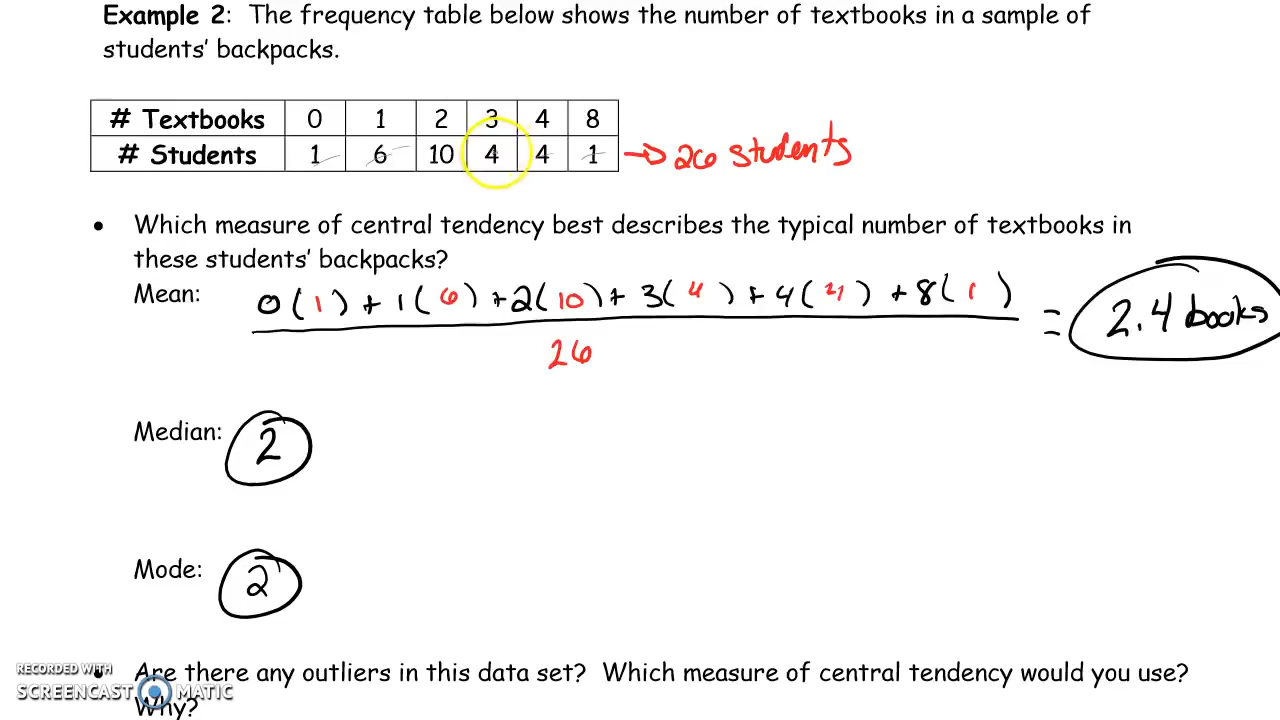 Example 2: The frequency table below shows the number of textbooks in a sample of
students' backpacks.
# Textbooks 0 1 2 3 4 8
# Students 1 6 10 4 4 1 → 26 students
• Which measure of central tendency best describes the typical number of textbooks in
these students' backpacks?
Mean: 0(1) + 1(6) + 2(10) + 3(4) + 4(4) + 8(1) = 2.4 books
26
Median: 2
Mode: 2
• Are there any outliers in this data set? Which measure of central tendency would you use?
Why?
RECORDED WITH
SCREENCAST MATIC